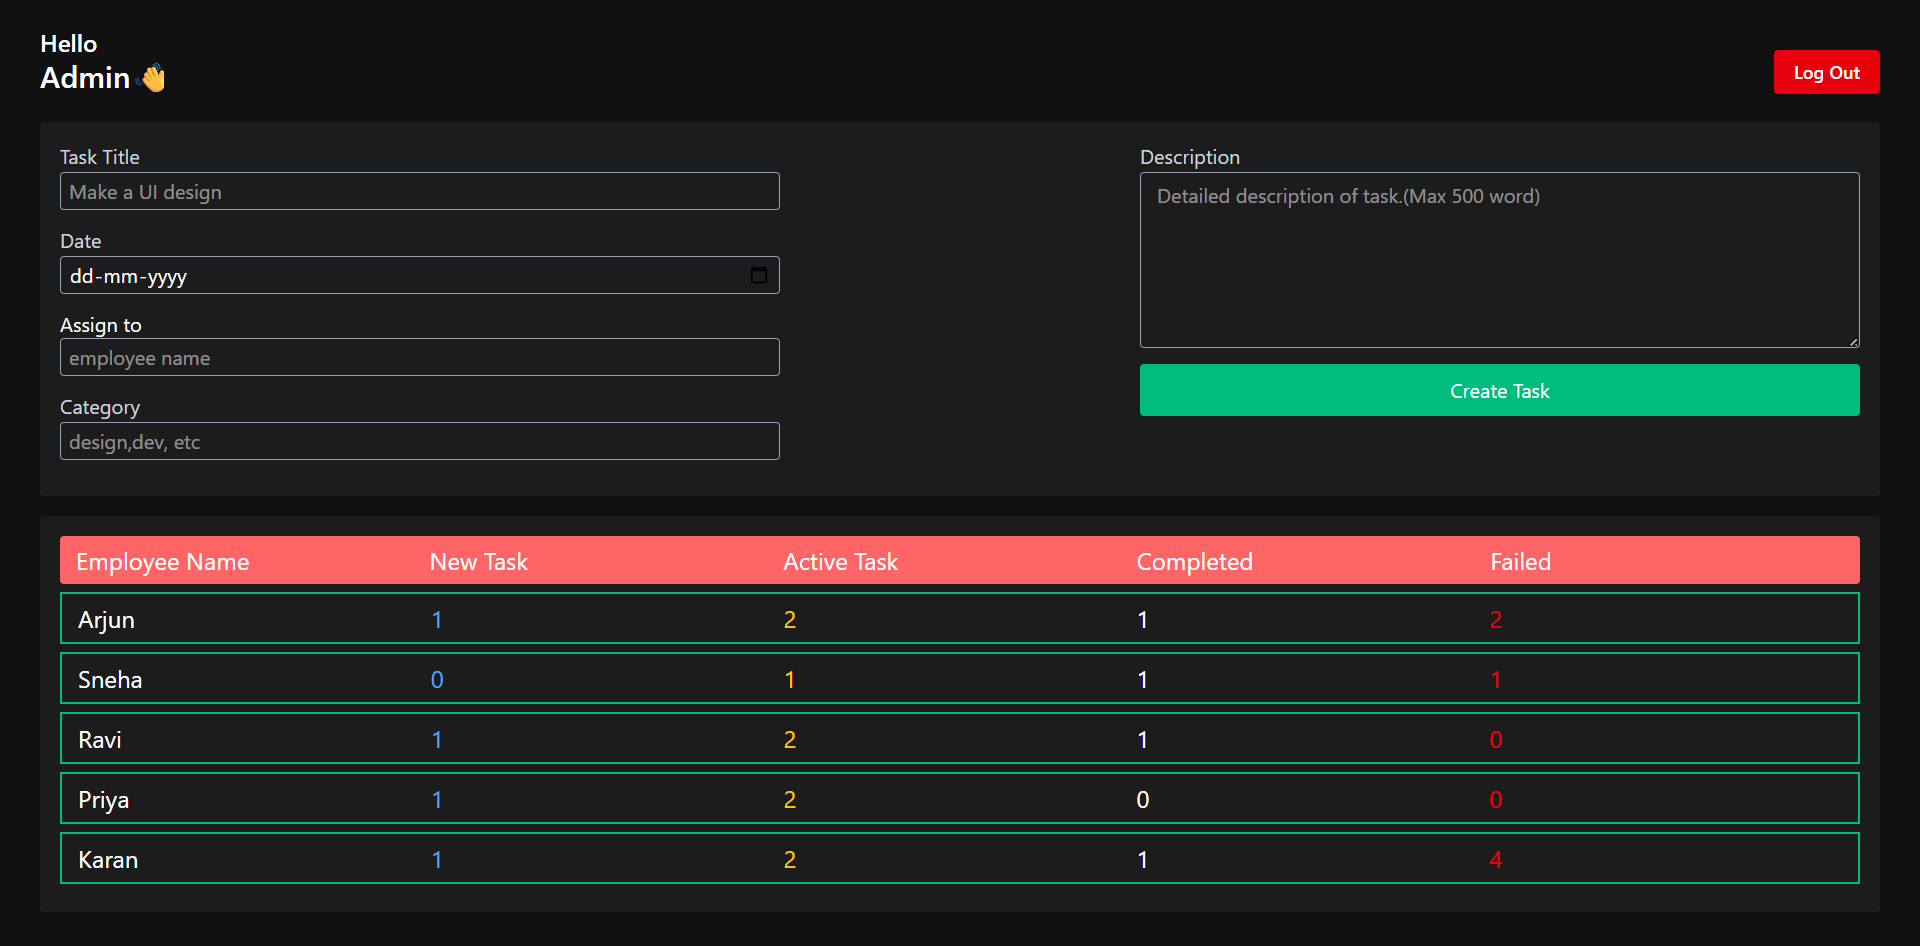 Hello
Admin 👋
Log Out
Task Title
Make a UI design
Date
dd-mm-yyyy
Assign to
employee name
Category
design,dev, etc
Description
Detailed description of task.(Max 500 word)
Create Task
Employee Name New Task Active Task Completed Failed
Arjun 1 2 1 2
Sneha 0 1 1 1
Ravi 1 2 1 0
Priya 1 2 0 0
Karan 1 2 1 4